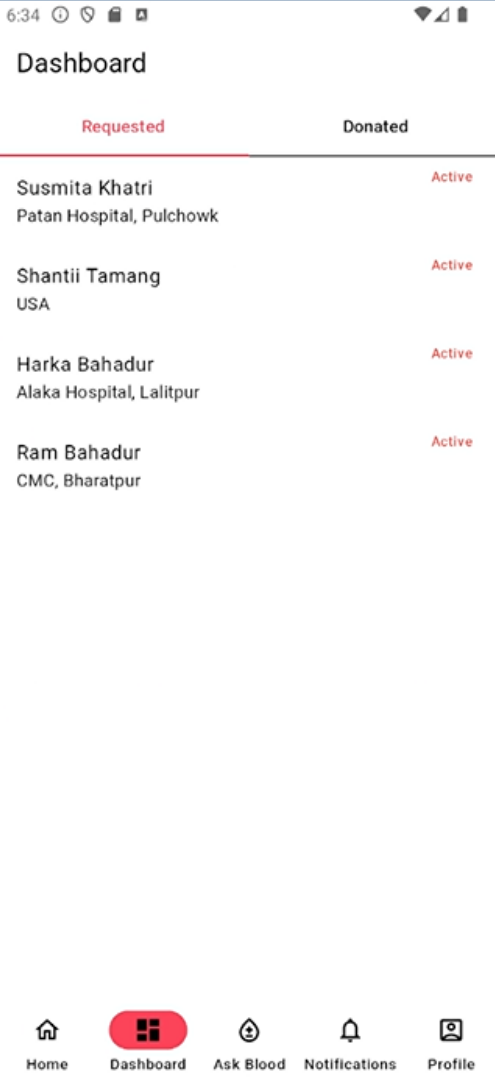 6:34
Dashboard
Requested Donated
Susmita Khatri Active
Patan Hospital, Pulchowk
Shantii Tamang Active
USA
Harka Bahadur Active
Alaka Hospital, Lalitpur
Ram Bahadur Active
CMC, Bharatpur
Home Dashboard Ask Blood Notifications Profile